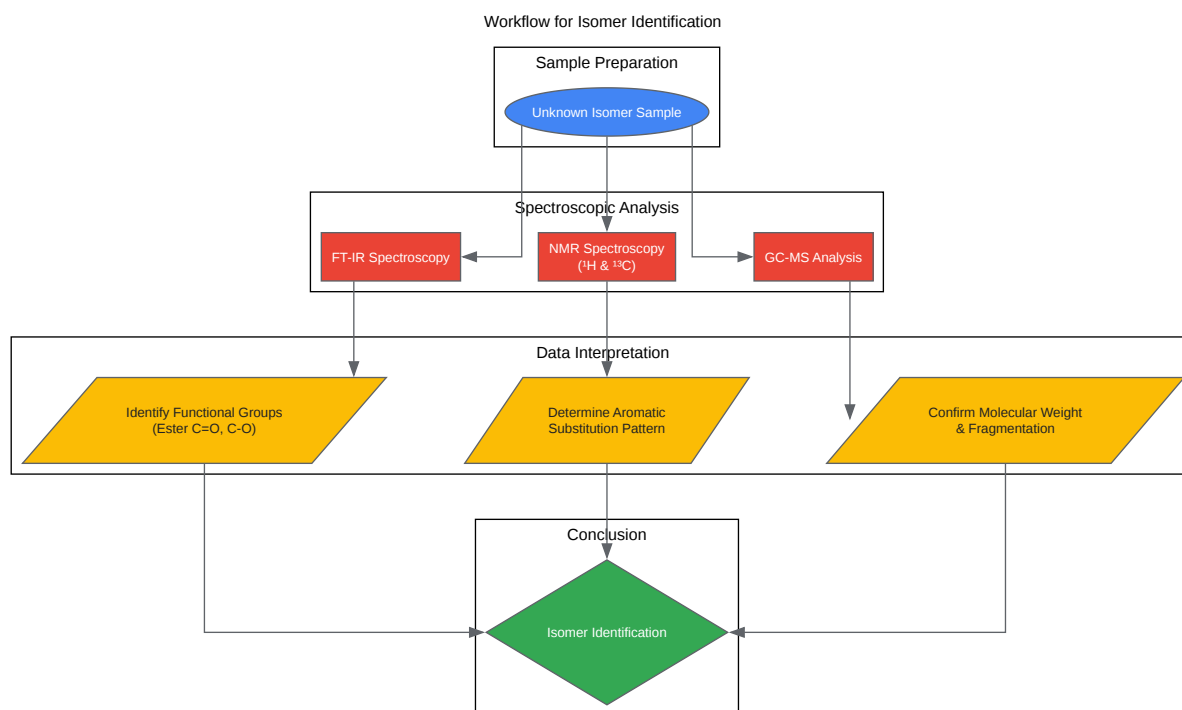 Workflow for Isomer Identification
Sample Preparation
Unknown Isomer Sample
Spectroscopic Analysis
FT-IR Spectroscopy
NMR Spectroscopy
(¹H & ¹³C)
GC-MS Analysis
Data Interpretation
Identify Functional Groups
(Ester C=O, C-O)
Determine Aromatic
Substitution Pattern
Confirm Molecular Weight
& Fragmentation
Conclusion
Isomer Identification